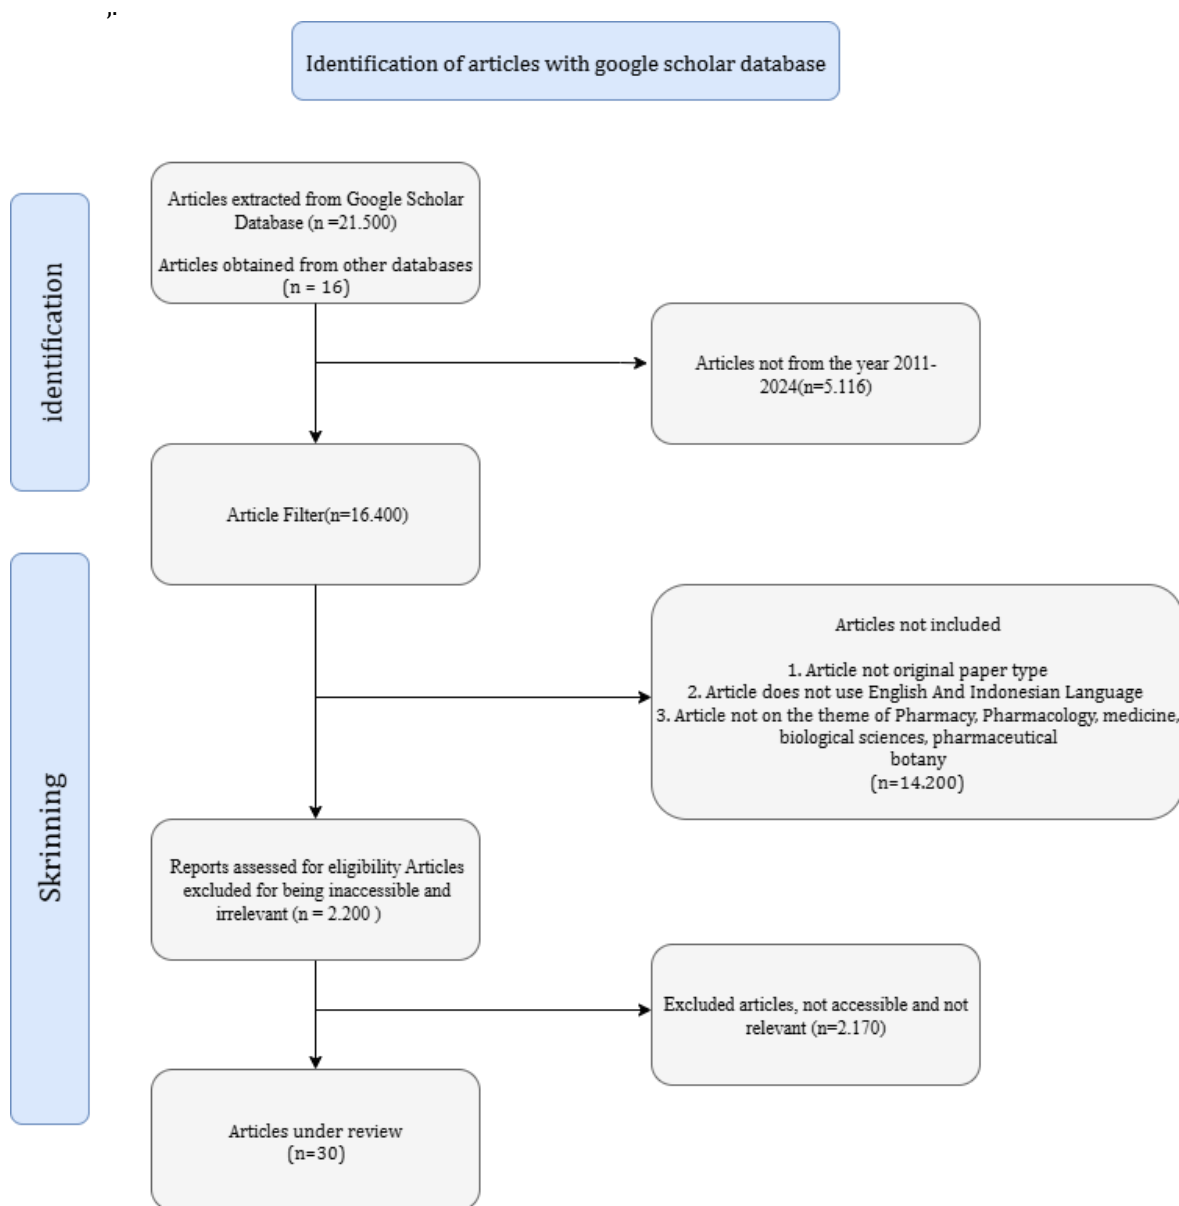 ,.
Identification of articles with google scholar database
identification
Articles extracted from Google Scholar
Database (n =21.500)
Articles obtained from other databases
(n = 16)
Articles not from the year 2011-
2024(n=5.116)
Article Filter(n=16.400)
Skrinning
Articles not included
1. Article not original paper type
2. Article does not use English And Indonesian Language
3. Article not on the theme of Pharmacy, Pharmacology, medicine,
biological sciences, pharmaceutical
botany
(n=14.200)
Reports assessed for eligibility Articles
excluded for being inaccessible and
irrelevant (n = 2.200 )
Excluded articles, not accessible and not
relevant (n=2.170)
Articles under review
(n=30)